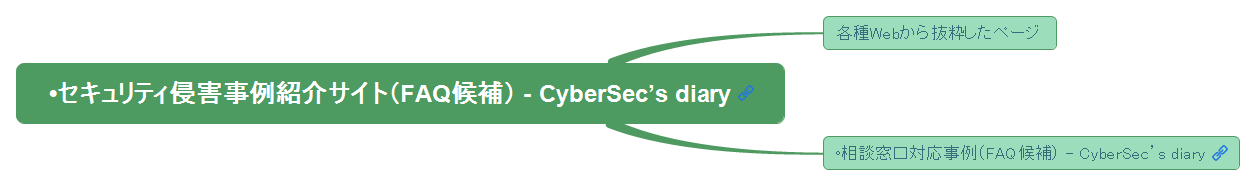 各種Webから抜粋したページ
•セキュリティ侵害事例紹介サイト（FAQ候補） - CyberSec’s diary
◦相談窓口対応事例（FAQ候補） - CyberSec’s diary